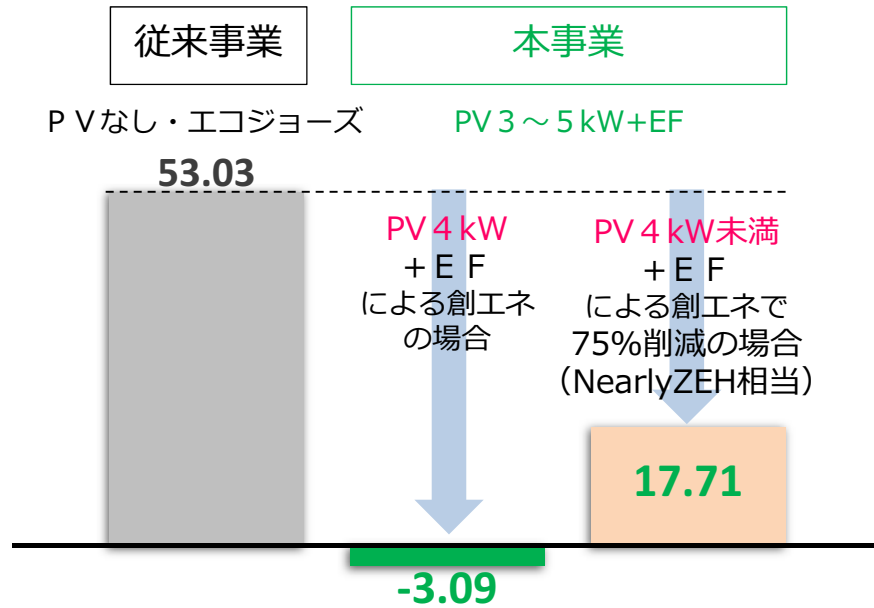 従来事業
本事業
ＰＶなし・エコジョーズ
PV３～５kW+EF
53.03
PV４kW
＋ＥＦ
による創エネ
の場合
PV４kW未満
＋ＥＦ
による創エネで
75%削減の場合
（NearlyZEH相当）
17.71
-3.09